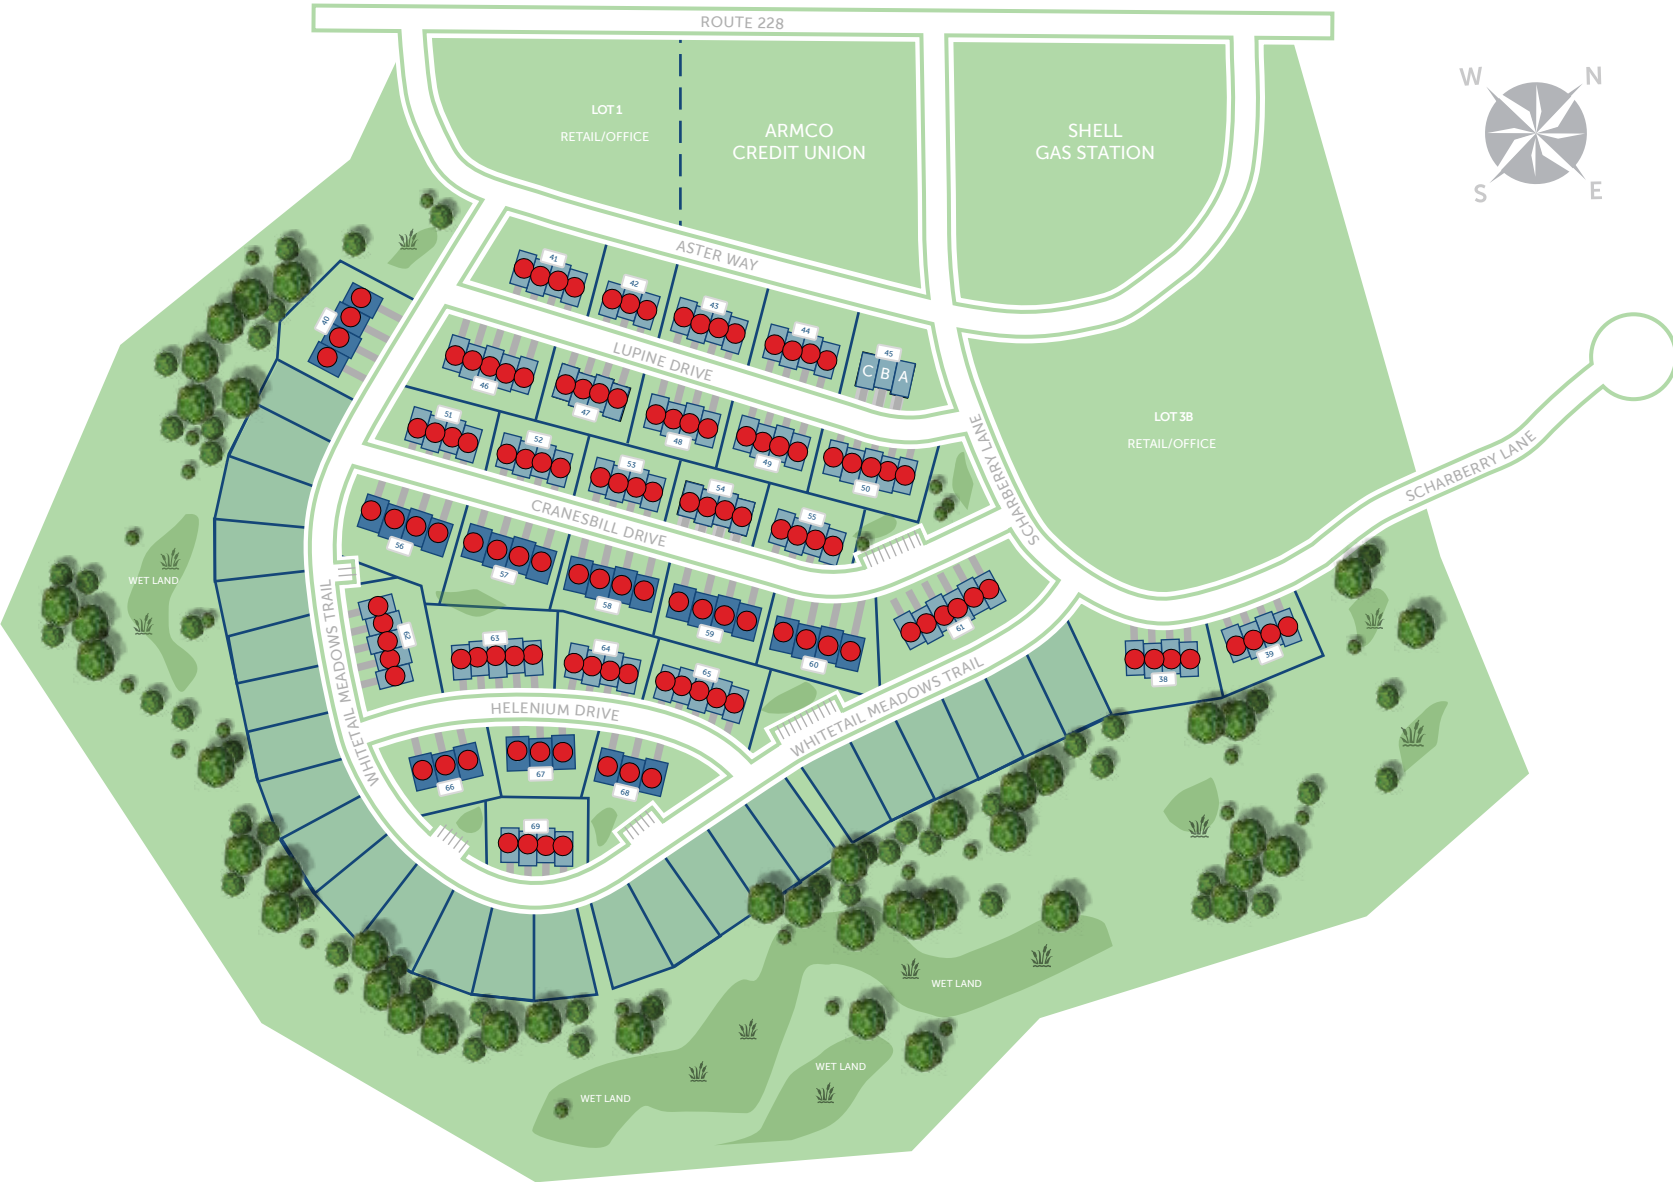 ROUTE 228
W
N
S
E
LOT 1
RETAIL/OFFICE
ARMCO
CREDIT UNION
SHELL
GAS STATION
ASTER WAY
41
42
43
44
45
C
B
A
40
LUPINE DRIVE
46
47
48
49
50
51
52
53
54
55
CRANESBILL DRIVE
SCHARBERRY LANE
LOT 3B
RETAIL/OFFICE
SCHARBERRY LANE
56
57
58
59
60
61
WET LAND
WHITETAIL MEADOWS TRAIL
62
63
64
65
38
39
HELENIUM DRIVE
WHITETAIL MEADOWS TRAIL
66
67
68
69
WET LAND
WET LAND
WET LAND